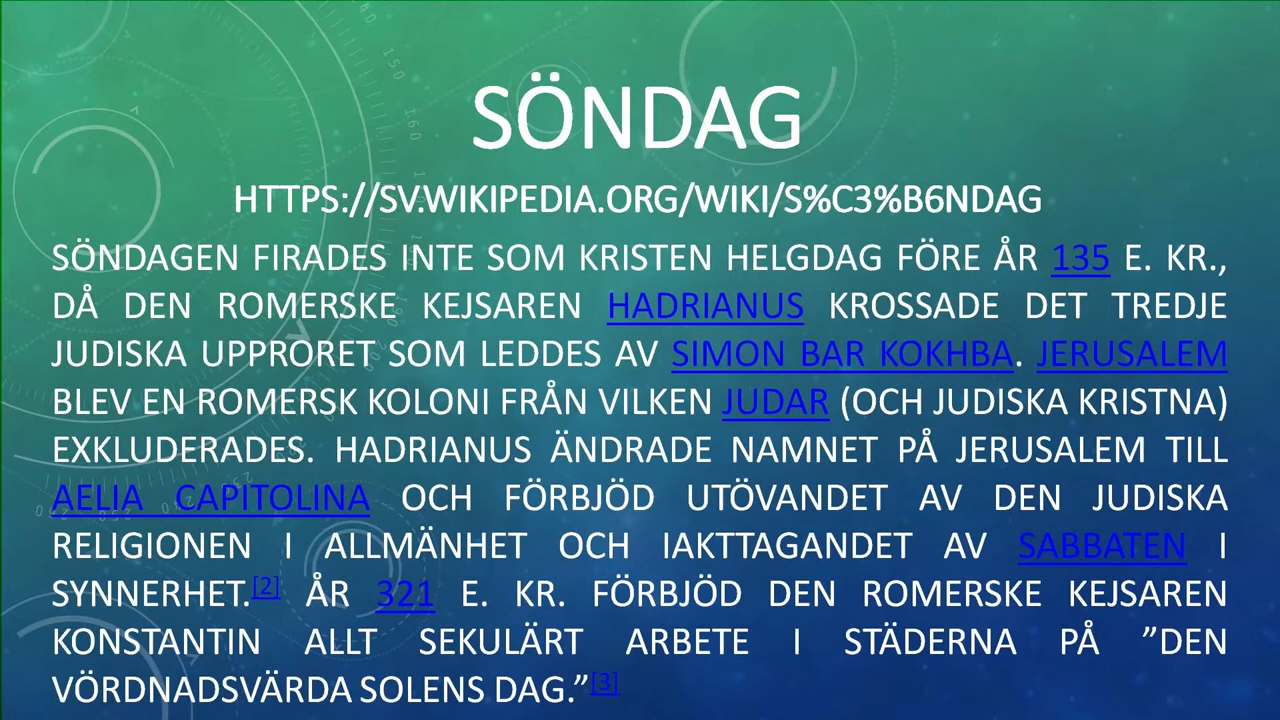 SÖNDAG
HTTPS://SV.WIKIPEDIA.ORG/WIKI/S%C3%B6NDAG
SÖNDAGEN FIRADES INTE SOM KRISTEN HELGDAG FÖRE ÅR 135 E. KR.,
DÅ DEN ROMERSKE KEJSAREN HADRIANUS KROSSADE DET TREDJE
JUDISKA UPPRORET SOM LEDDES AV SIMON BAR KOKHBA. JERUSALEM
BLEV EN ROMERSK KOLONI FRÅN VILKEN JUDAR (OCH JUDISKA KRISTNA)
EXKLUDERADES. HADRIANUS ÄNDRADE NAMNET PÅ JERUSALEM TILL
AELIA CAPITOLINA OCH FÖRBJÖD UTÖVANDET AV DEN JUDISKA
RELIGIONEN I ALLMÄNHET OCH IAKTTAGANDET AV SABBATEN I
SYNNERHET.[2] ÅR 321 E. KR. FÖRBJÖD DEN ROMERSKE KEJSAREN
KONSTANTIN ALLT SEKULÄRT ARBETE I STÄDERNA PÅ ”DEN
VÖRDNADSVÄRDA SOLENS DAG.”[3]